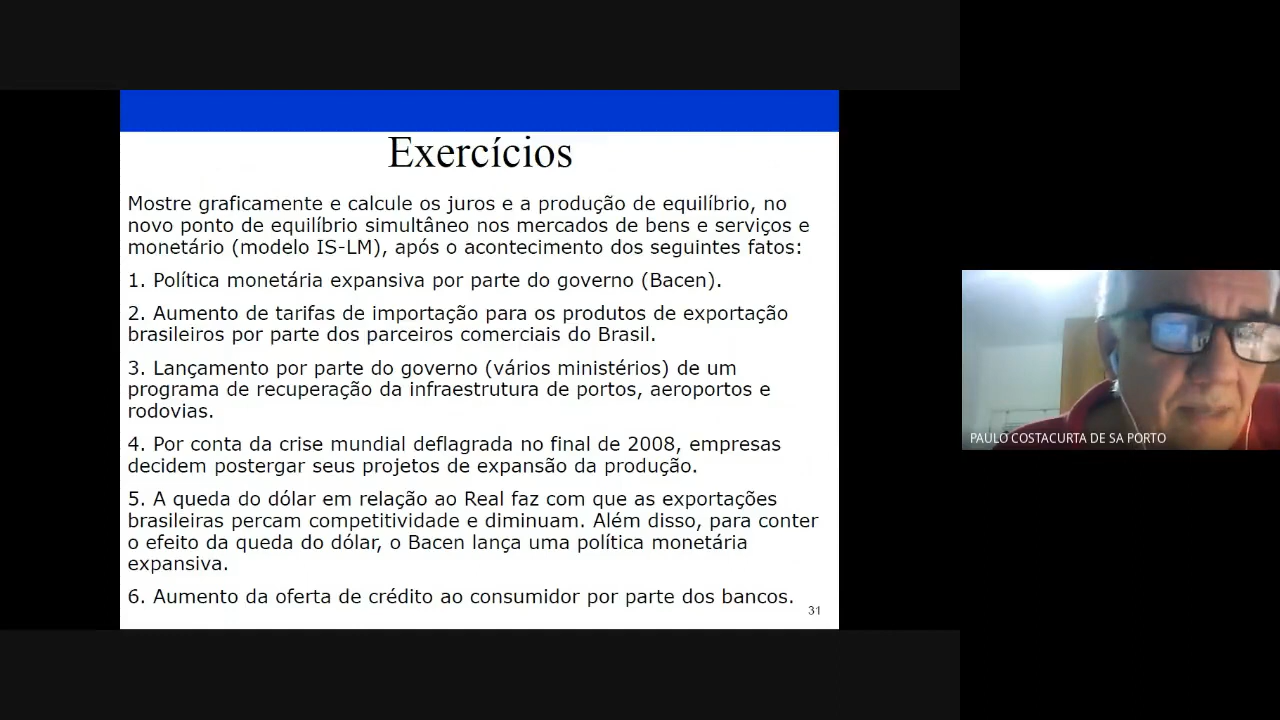 Exercícios
Mostre graficamente e calcule os juros e a produção de equilíbrio, no
novo ponto de equilíbrio simultâneo nos mercados de bens e serviços e
monetário (modelo IS-LM), após o acontecimento dos seguintes fatos:
1. Política monetária expansiva por parte do governo (Bacen).
2. Aumento de tarifas de importação para os produtos de exportação
brasileiros por parte dos parceiros comerciais do Brasil.
3. Lançamento por parte do governo (vários ministérios) de um
programa de recuperação da infraestrutura de portos, aeroportos e
rodovias.
4. Por conta da crise mundial deflagrada no final de 2008, empresas
decidem postergar seus projetos de expansão da produção.
5. A queda do dólar em relação ao Real faz com que as exportações
brasileiras percam competitividade e diminuam. Além disso, para conter
o efeito da queda do dólar, o Bacen lança uma política monetária
expansiva.
6. Aumento da oferta de crédito ao consumidor por parte dos bancos.
31
PAULO COSTACURTA DE SA PORTO